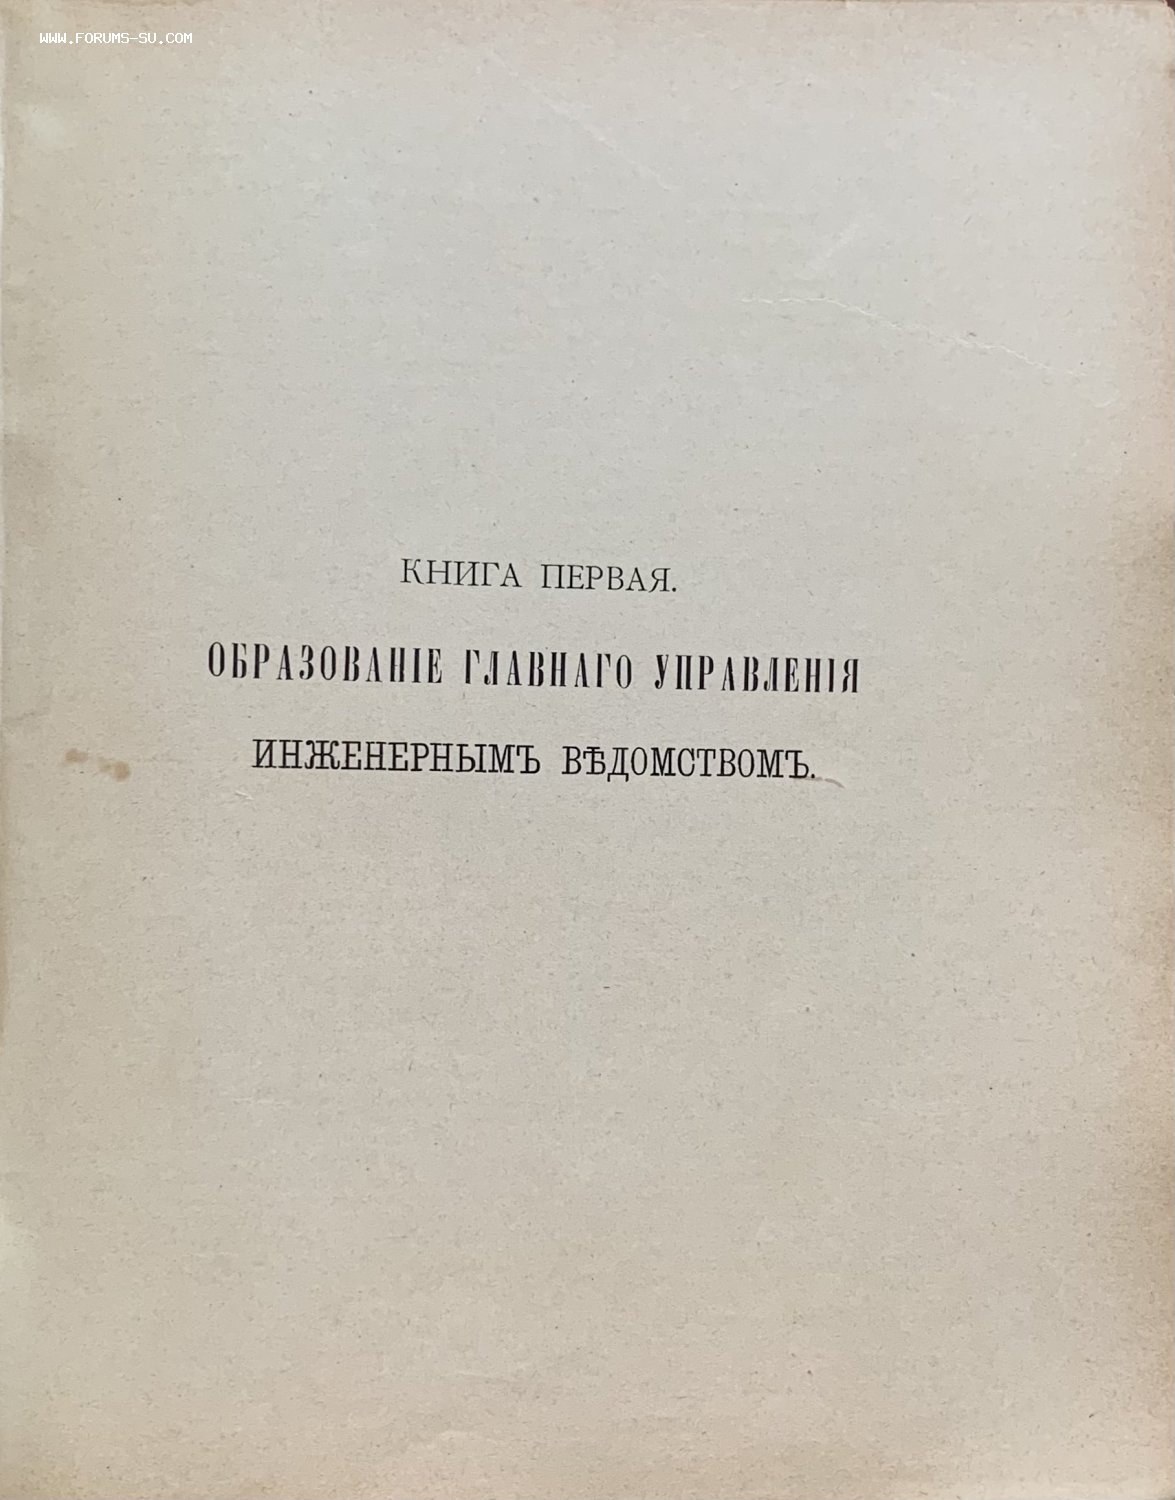 WWW.FORUMS-SU.COM
КНИГА ПЕРВАЯ.
ОБРАЗОВАНІЕ ГЛАВНАГО УПРАВЛЕНІЯ
ИНЖЕНЕРНЫМЪ ВѢДОМСТВОМЪ.